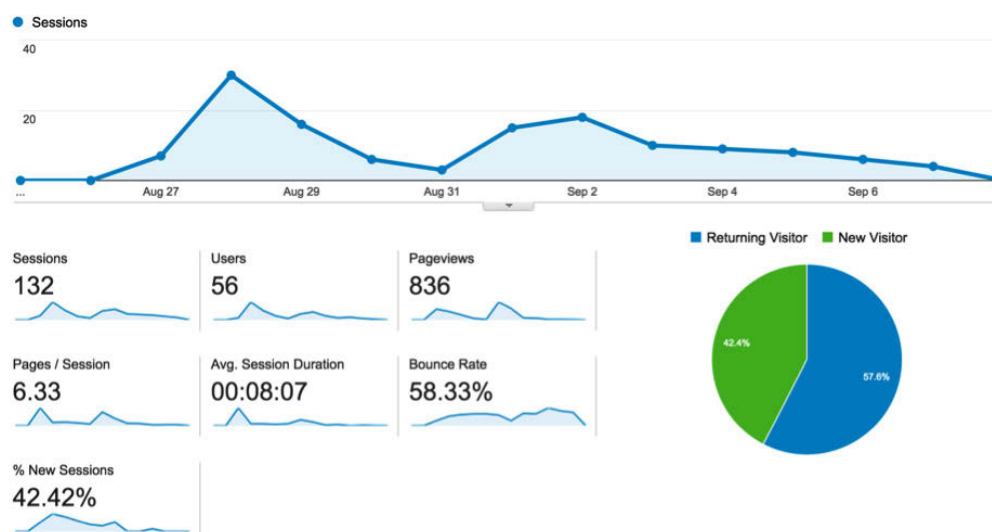 Sessions
40
20
...
Aug 27
Aug 29
Aug 31
Sep 2
Sep 4
Sep 6
Returning Visitor
New Visitor
Sessions
132
Users
56
Pageviews
836
Pages / Session
6.33
Avg. Session Duration
00:08:07
Bounce Rate
58.33%
42.4%
57.6%
% New Sessions
42.42%